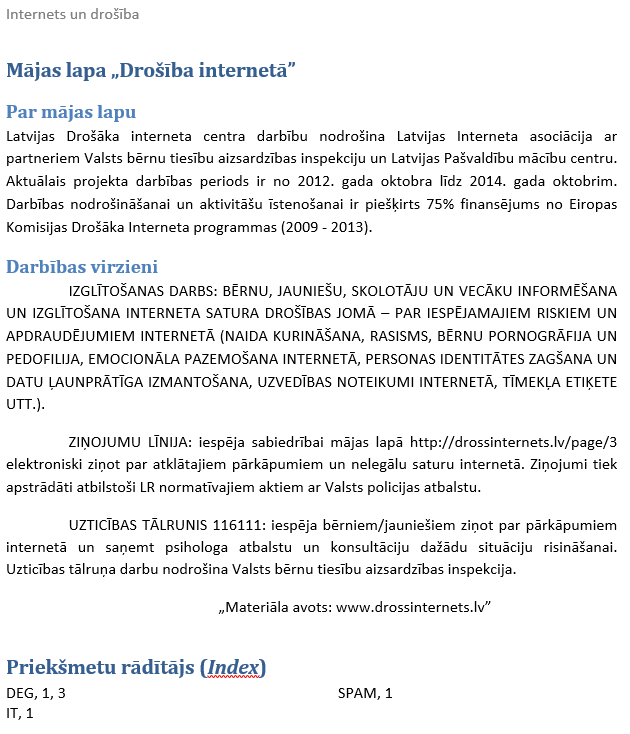 Internets un drošība
Mājas lapa „Drošība internetā”
Par mājas lapu
Latvijas Drošāka interneta centra darbību nodrošina Latvijas Interneta asociācija ar
partneriem Valsts bērnu tiesību aizsardzības inspekciju un Latvijas Pašvaldību mācību centru.
Aktuālais projekta darbības periods ir no 2012. gada oktobra līdz 2014. gada oktobrim.
Darbības nodrošināšanai un aktivitāšu īstenošanai ir piešķirts 75% finansējums no Eiropas
Komisijas Drošāka Interneta programmas (2009 - 2013).
Darbības virzieni
IZGLĪTOŠANAS DARBS: BĒRNU, JAUNIEŠU, SKOLOTĀJU UN VECĀKU INFORMĒŠANA
UN IZGLĪTOŠANA INTERNETA SATURA DROŠĪBAS JOMĀ – PAR IESPĒJAMAJIEM RISKIEM UN
APDRAUDĒJUMIEM INTERNETĀ (NAIDA KURINĀŠANA, RASISMS, BĒRNU PORNOGRĀFIJA UN
PEDOFILIJA, EMOCIONĀLA PAZEMOŠANA INTERNETĀ, PERSONAS IDENTITĀTES ZAGŠANA UN
DATU ĻAUNPRĀTĪGA IZMANTOŠANA, UZVEDĪBAS NOTEIKUMI INTERNETĀ, TĪMEKĻA ETIĶETE
UTT.).
ZIŅOJUMU LĪNIJA: iespēja sabiedrībai mājas lapā http://drossinternets.lv/page/3
elektroniski ziņot par atklātajiem pārkāpumiem un nelegālu saturu internetā. Ziņojumi tiek
apstrādāti atbilstoši LR normatīvajiem aktiem ar Valsts policijas atbalstu.
UZTICĪBAS TĀLRUNIS 116111: iespēja bērniem/jauniešiem ziņot par pārkāpumiem
internetā un saņemt psihologa atbalstu un konsultāciju dažādu situāciju risināšanai.
Uzticības tālruņa darbu nodrošina Valsts bērnu tiesību aizsardzības inspekcija.
„Materiāla avots: www.drossinternets.lv”
Priekšmetu rādītājs (Index)
DEG, 1, 3
IT, 1
SPAM, 1